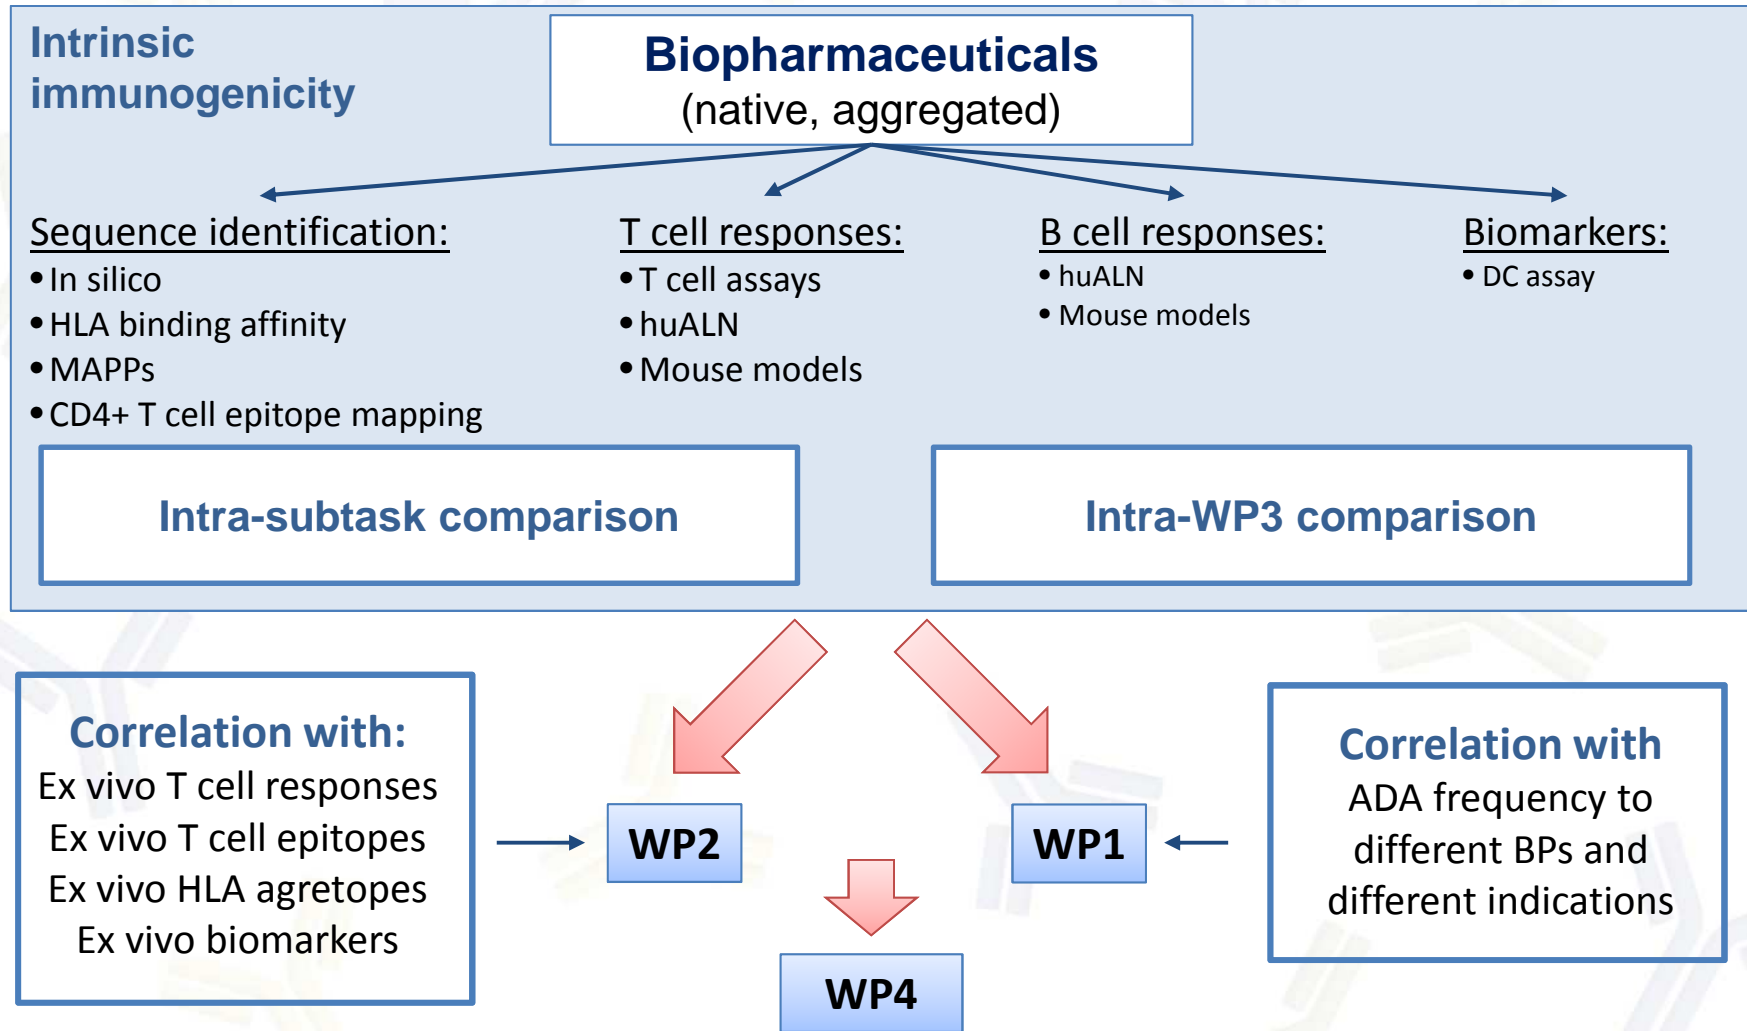 Intrinsic
immunogenicity
Biopharmaceuticals
(native, aggregated)
Sequence identification:
• In silico
• HLA binding affinity
• MAPPs
• CD4+ T cell epitope mapping
T cell responses:
• T cell assays
• huALN
• Mouse models
B cell responses:
• huALN
• Mouse models
Biomarkers:
• DC assay
Intra-subtask comparison
Intra-WP3 comparison
Correlation with:
Ex vivo T cell responses
Ex vivo T cell epitopes
Ex vivo HLA agretopes
Ex vivo biomarkers
WP2
WP1
Correlation with
ADA frequency to
different BPs and
different indications
WP4